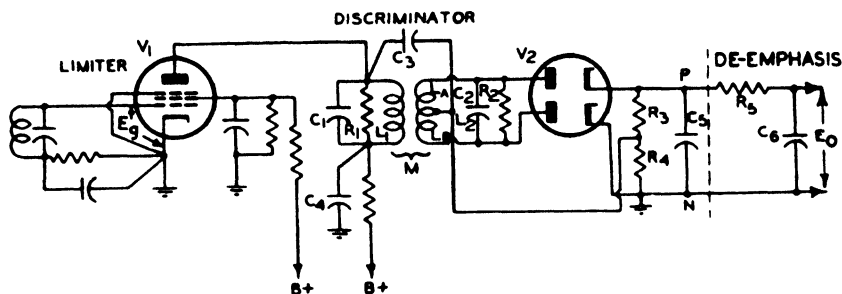 DISCRIMINATOR
LIMITER
V1
C3
V2
DE-EMPHASIS
Eg
C1
R1
L1
A
C2
R2
L2
M
C4
R3
R4
P
C5
N
R5
C6
E0
B+
B+